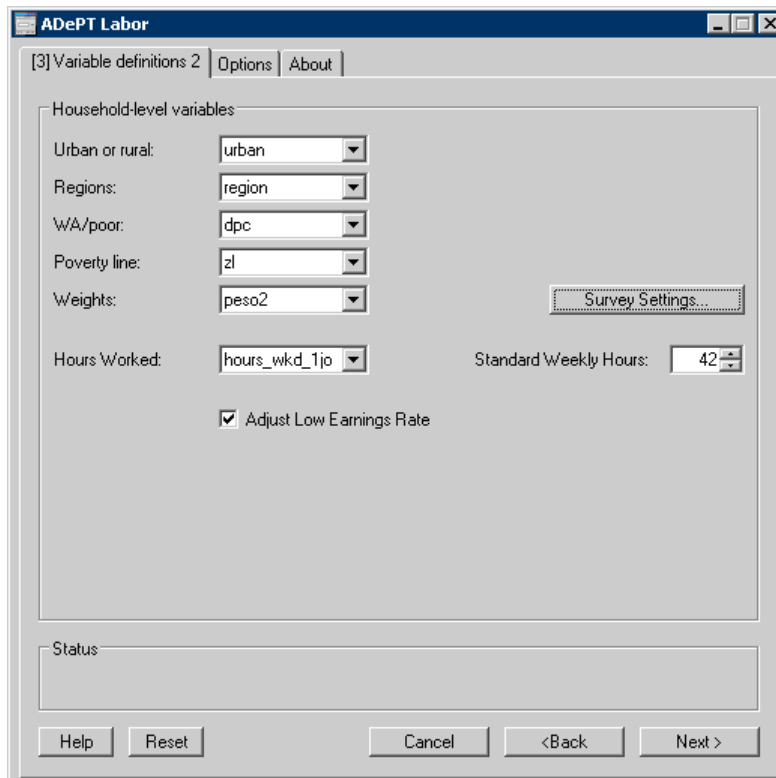 ADePT Labor
[3] Variable definitions 2 Options About
Household-level variables
Urban or rural: urban
Regions: region
WA/poor: dpc
Poverty line: zl
Weights: peso2 Survey Settings...
Hours Worked: hours_wkd_1jo Standard Weekly Hours: 42
Adjust Low Earnings Rate
Status
Help Reset Cancel <Back Next >